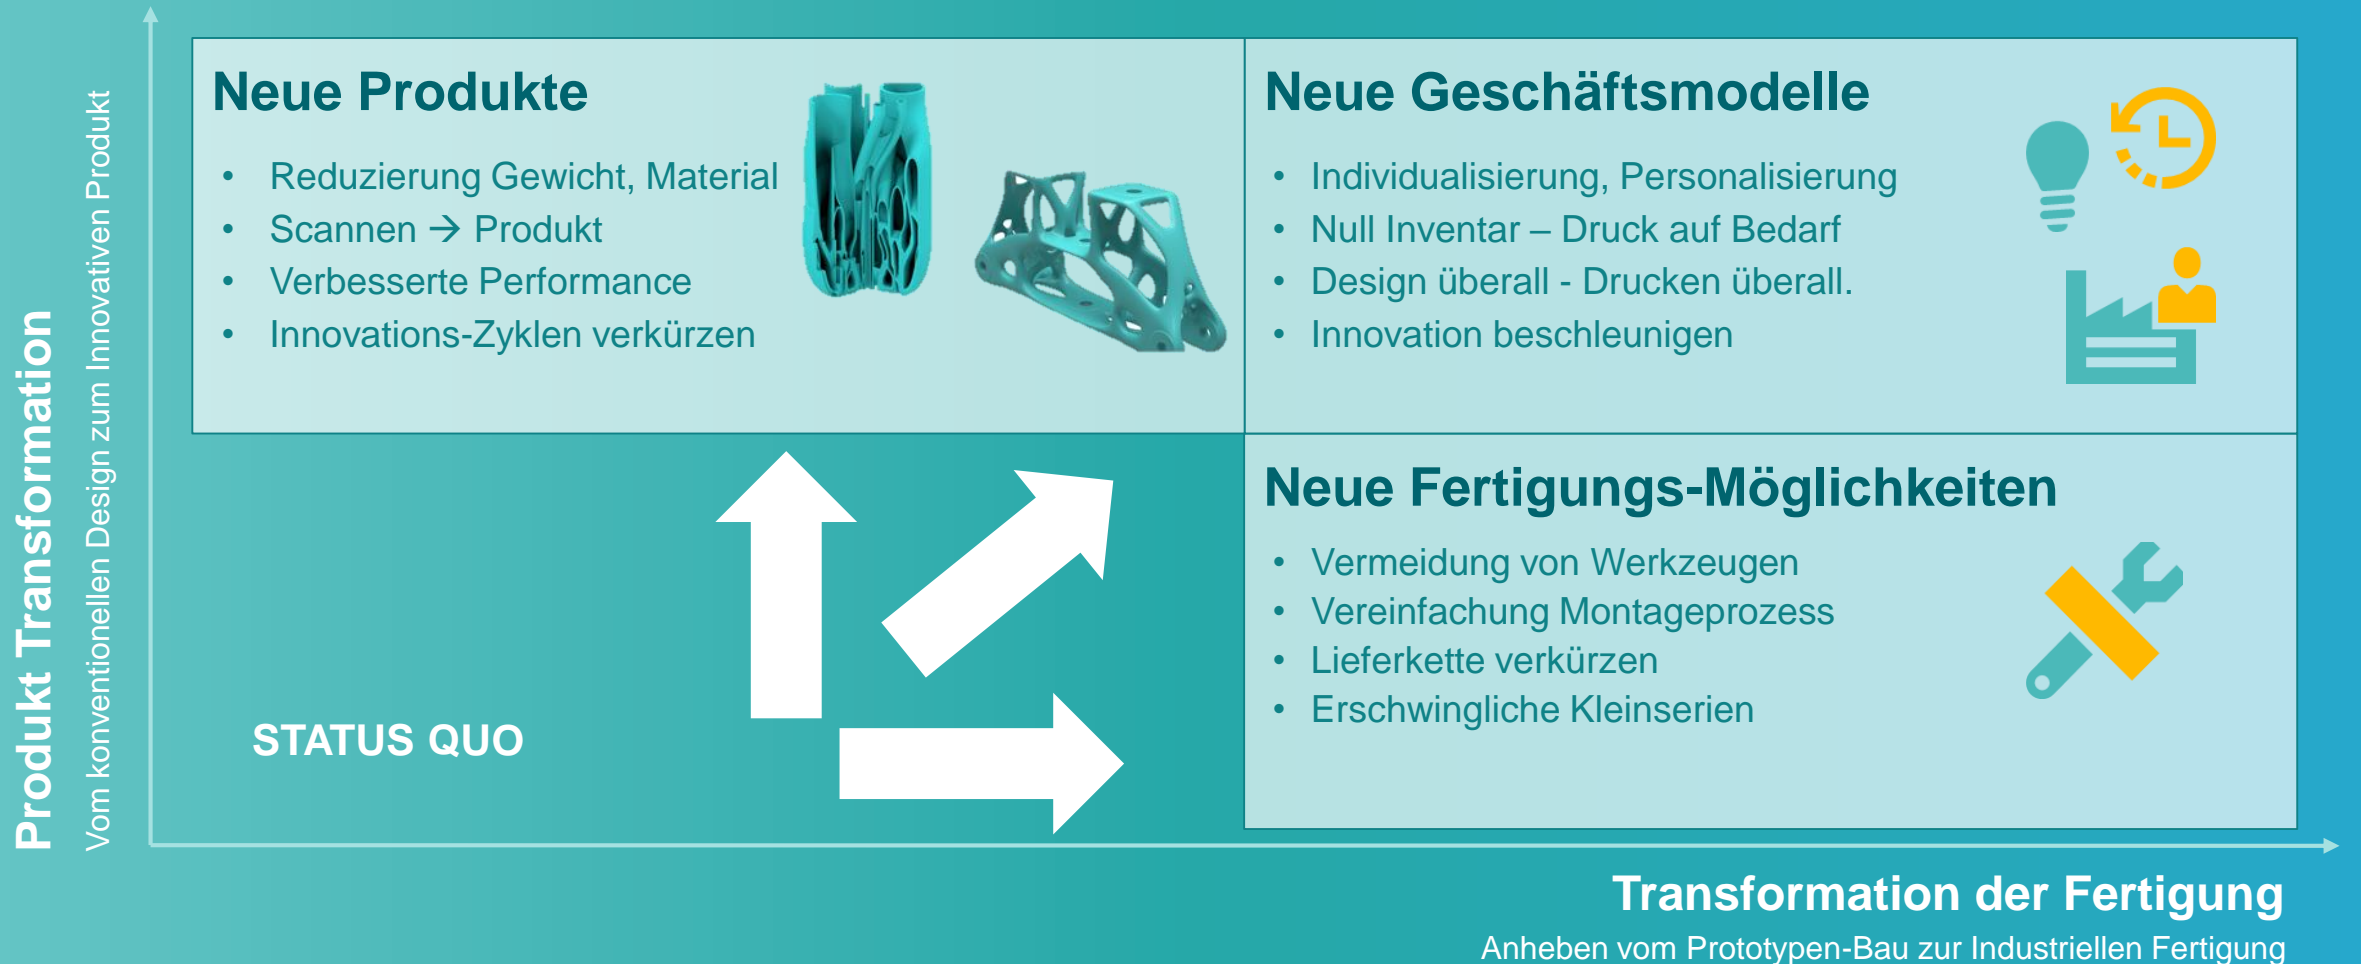 Produkt Transformation
Vom konventionellen Design zum Innovativen Produkt
Neue Produkte
• Reduzierung Gewicht, Material
• Scannen → Produkt
• Verbesserte Performance
• Innovations-Zyklen verkürzen
Neue Geschäftsmodelle
• Individualisierung, Personalisierung
• Null Inventar – Druck auf Bedarf
• Design überall - Drucken überall.
• Innovation beschleunigen
STATUS QUO
Neue Fertigungs-Möglichkeiten
• Vermeidung von Werkzeugen
• Vereinfachung Montageprozess
• Lieferkette verkürzen
• Erschwingliche Kleinserien
Transformation der Fertigung
Anheben vom Prototypen-Bau zur Industriellen Fertigung